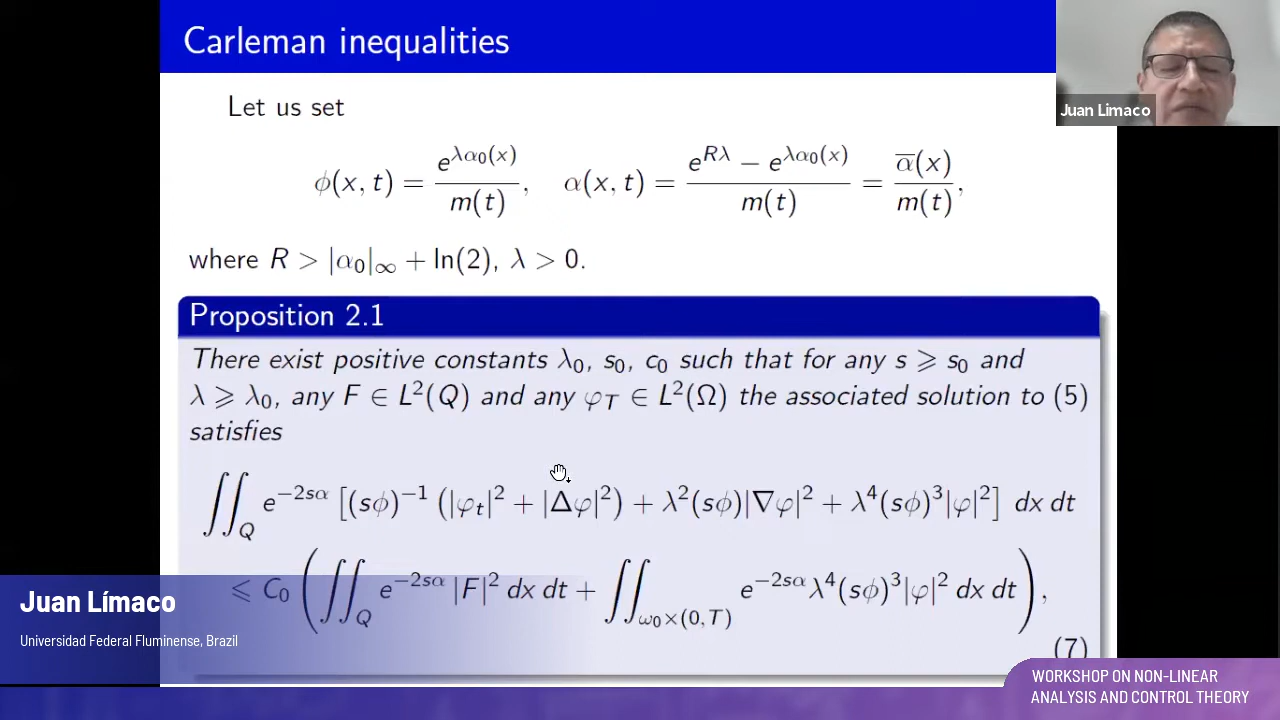 Carleman inequalities
Juan Limaco
Let us set
ϕ(x, t) = e^{λα₀(x)} / m(t), α(x, t) = (e^{Rλ} − e^{λα₀(x)}) / m(t) = α̅(x) / m(t),
where R > |α₀|_∞ + ln(2), λ > 0.
Proposition 2.1
There exist positive constants λ₀, s₀, c₀ such that for any s ⩾ s₀ and
λ ⩾ λ₀, any F ∈ L²(Q) and any φ_T ∈ L²(Ω) the associated solution to (5)
satisfies
∬_Q e^{−2sα} [(sϕ)^{−1} (|φ_t|² + |Δφ|²) + λ²(sϕ)|∇φ|² + λ⁴(sϕ)³|φ|²] dx dt
⩽ C₀ (∬_Q e^{−2sα} |F|² dx dt + ∬_{ω₀×(0,T)} e^{−2sα} λ⁴(sϕ)³|φ|² dx dt),
(7)
Juan Límaco
Universidad Federal Fluminense, Brazil
WORKSHOP ON NON-LINEAR
ANALYSIS AND CONTROL THEORY